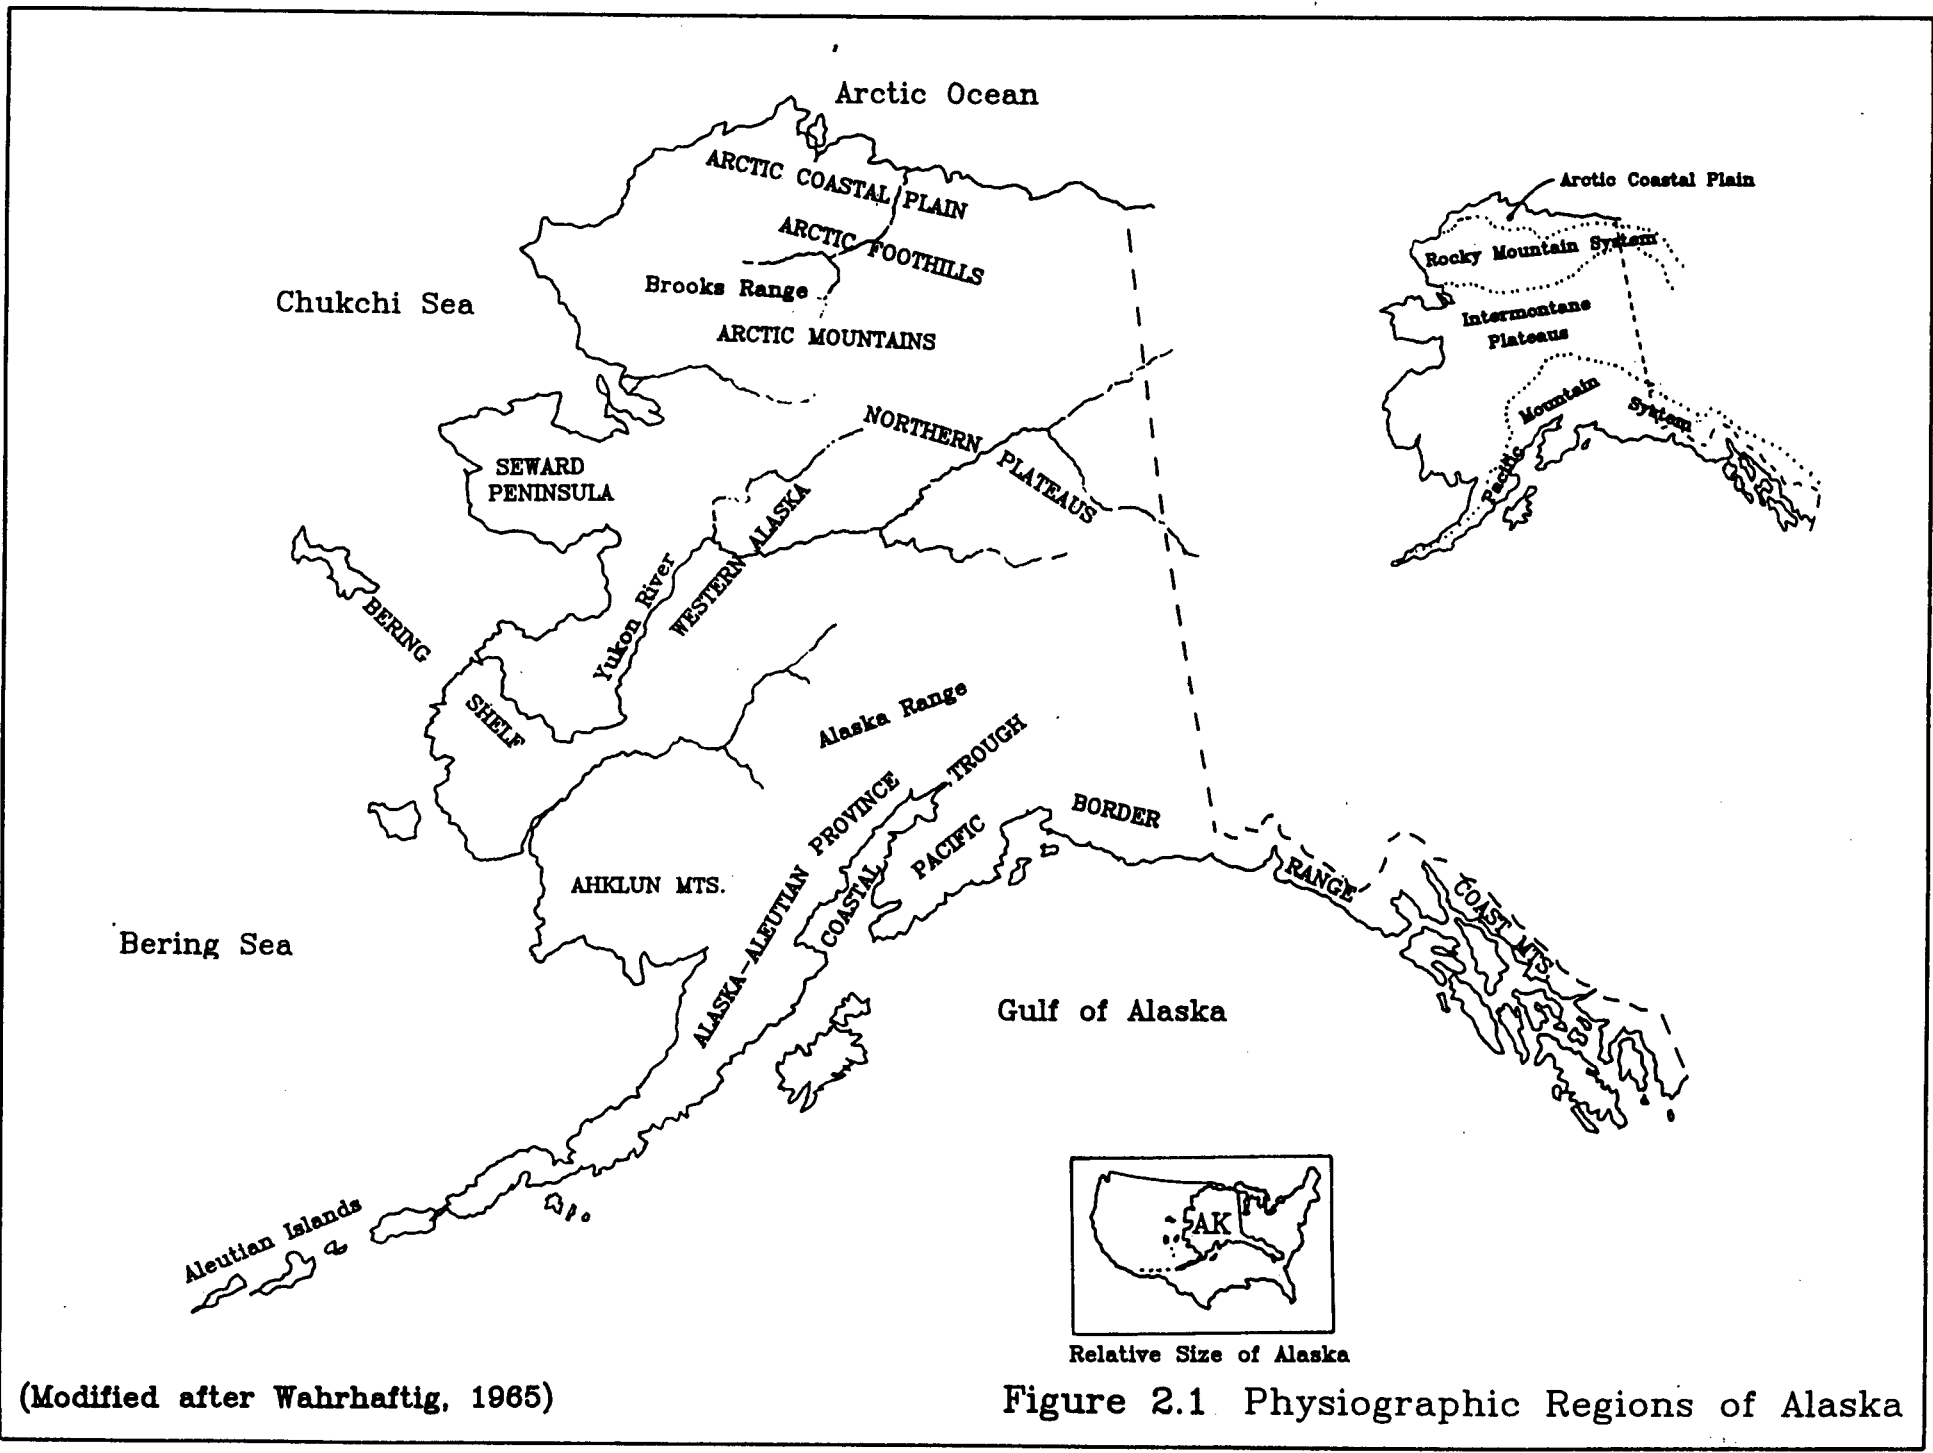 Arctic Ocean
ARCTIC COASTAL PLAIN
ARCTIC FOOTHILLS
Brooks Range
ARCTIC MOUNTAINS
Chukchi Sea
NORTHERN PLATEAUS
SEWARD
PENINSULA
WESTERN ALASKA
Yukon River
BERING SHELF
Alaska Range
ALASKA-ALEUTIAN PROVINCE
COASTAL TROUGH
PACIFIC BORDER RANGE
COAST MTS.
AHKLUN MTS.
Bering Sea
Gulf of Alaska
Aleutian Islands
Arctic Coastal Plain
Rocky Mountain System
Intermontane
Plateaus
Pacific Mountain System
AK
Relative Size of Alaska
(Modified after Wahrhaftig, 1965)
Figure 2.1 Physiographic Regions of Alaska